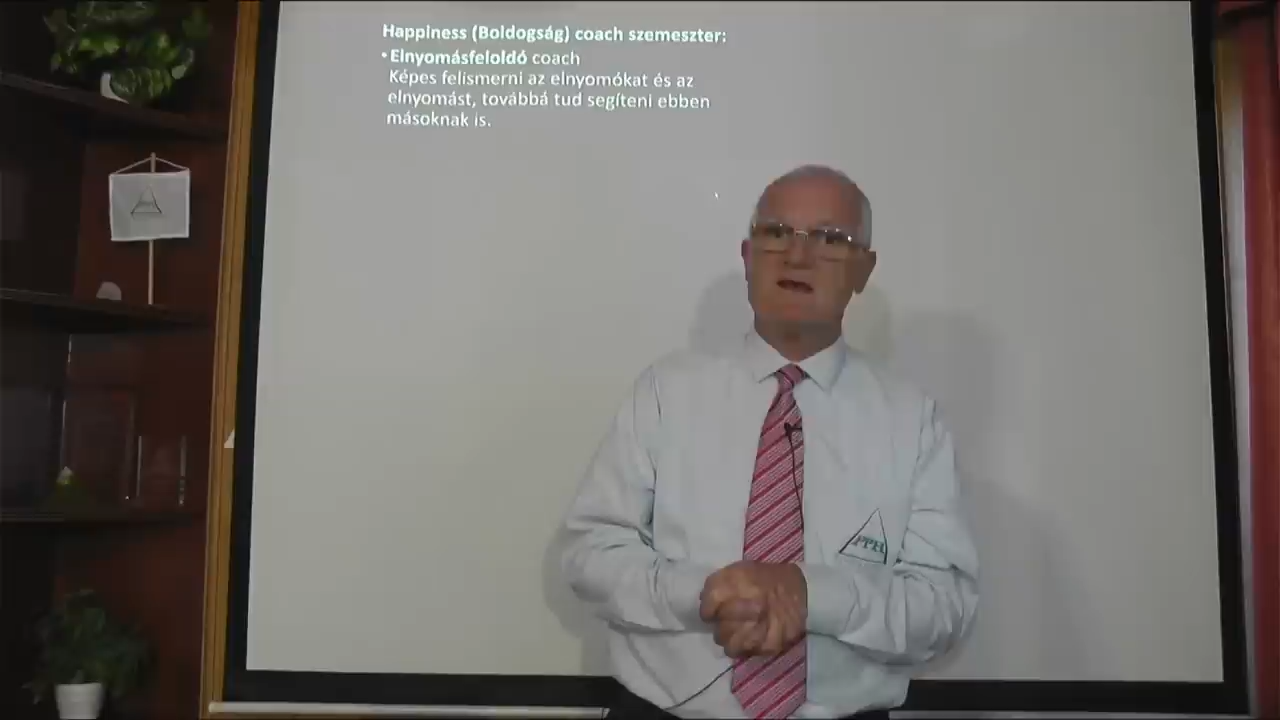 Happiness (Boldogság) coach szemeszter:
• Elnyomásfeloldó coach
Képes felismerni az elnyomókat és az
elnyomást, továbbá tud segíteni ebben
másoknak is.
PPH